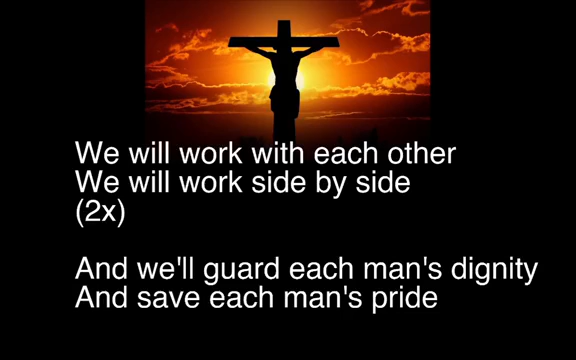 We will work with each other
We will work side by side
(2x)
And we'll guard each man's dignity
And save each man's pride